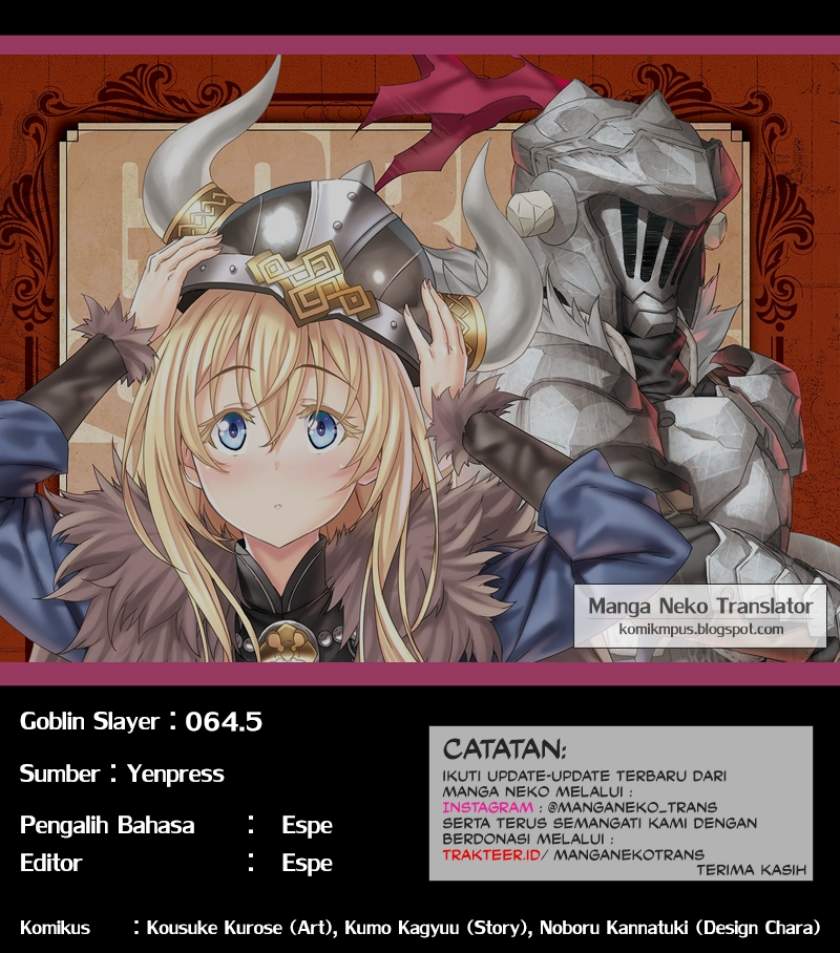 Manga Neko Translator
komikmpus.blogspot.com
Goblin Slayer : 064.5
Sumber : Yenpress
Pengalih Bahasa : Espe
Editor : Espe
CATATAN:
IKUTI UPDATE-UPDATE TERBARU DARI
MANGA NEKO MELALUI :
INSTAGRAM : @MANGANEKO_TRANS
SERTA TERUS SEMANGATI KAMI DENGAN
BERDONASI MELALUI :
TRAKTEER.ID/ MANGANEKOTRANS
TERIMA KASIH
Komikus : Kousuke Kurose (Art), Kumo Kagyuu (Story), Noboru Kannatuki (Design Chara)